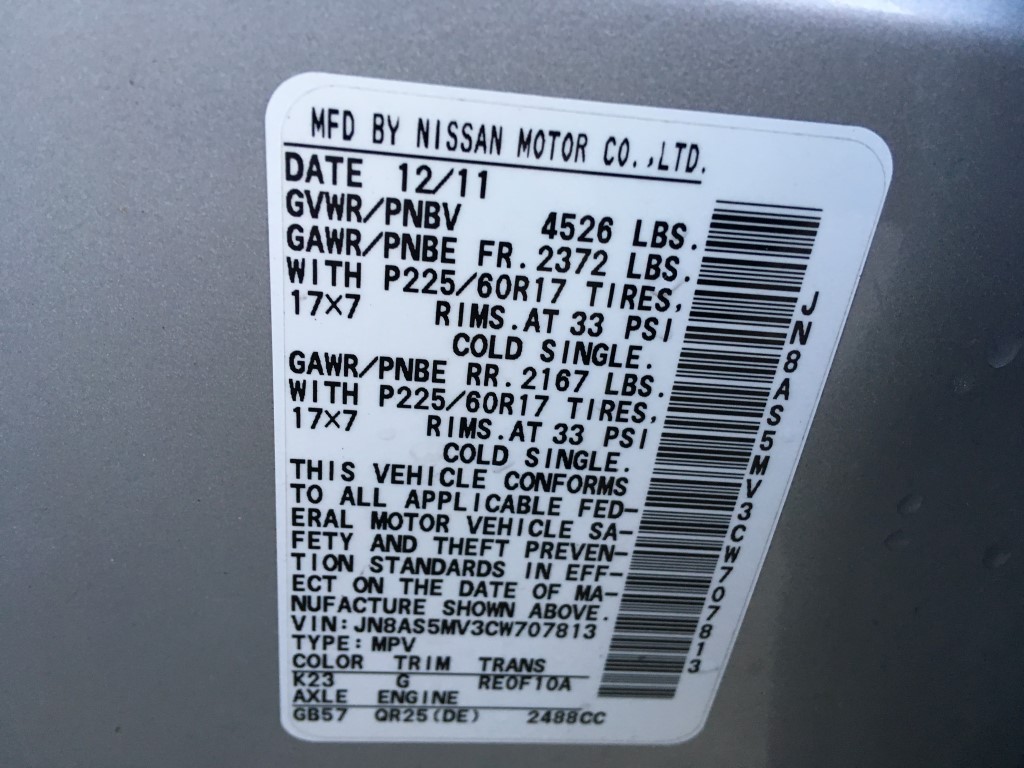 MFD BY NISSAN MOTOR CO.,LTD.
DATE 12/11
GVWR/PNBV 4526 LBS.
GAWR/PNBE FR. 2372 LBS.
WITH P225/60R17 TIRES,
17×7 RIMS.AT 33 PSI
COLD SINGLE.
GAWR/PNBE RR. 2167 LBS.
WITH P225/60R17 TIRES,
17×7 RIMS.AT 33 PSI
COLD SINGLE.
THIS VEHICLE CONFORMS
TO ALL APPLICABLE FED-
ERAL MOTOR VEHICLE SA-
FETY AND THEFT PREVEN-
TION STANDARDS IN EFF-
ECT ON THE DATE OF MA-
NUFACTURE SHOWN ABOVE.
VIN:JN8AS5MV3CW707813
TYPE:MPV
COLOR TRIM TRANS
K23 G RE0F10A
AXLE ENGINE
GB57 QR25(DE) 2488CC
JN8AS5MV3CW707813